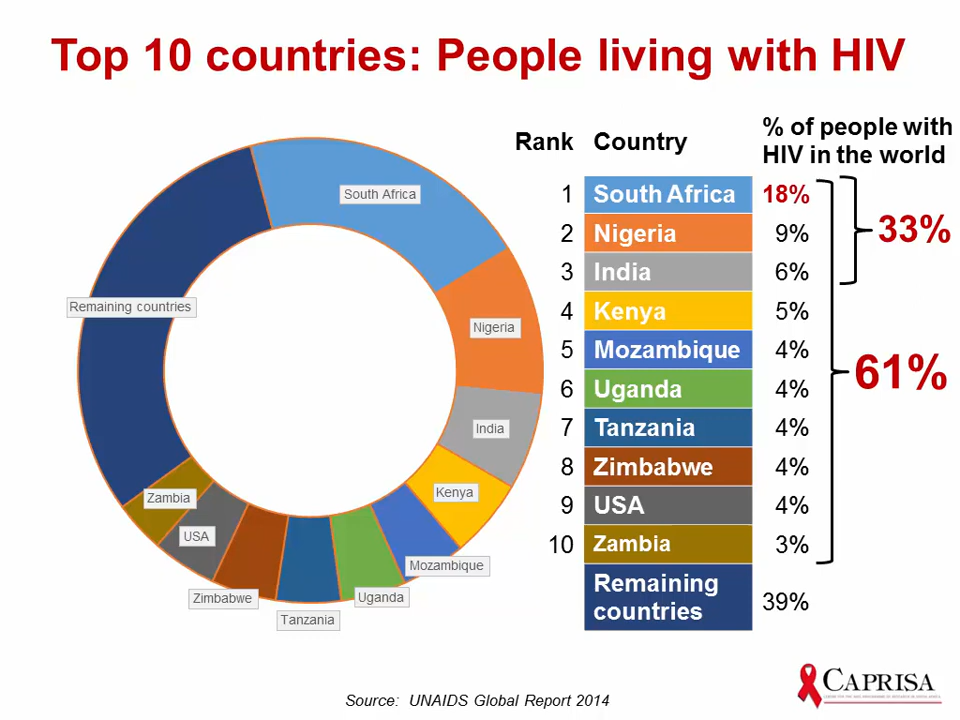 Top 10 countries: People living with HIV
Rank Country % of people with
HIV in the world
1 South Africa 18%
2 Nigeria 9%
3 India 6%
4 Kenya 5%
5 Mozambique 4%
6 Uganda 4%
7 Tanzania 4%
8 Zimbabwe 4%
9 USA 4%
10 Zambia 3%
Remaining
countries 39%
33%
61%
South Africa
Nigeria
India
Kenya
Mozambique
Uganda
Tanzania
Zimbabwe
USA
Zambia
Remaining countries
Source: UNAIDS Global Report 2014
CAPRISA